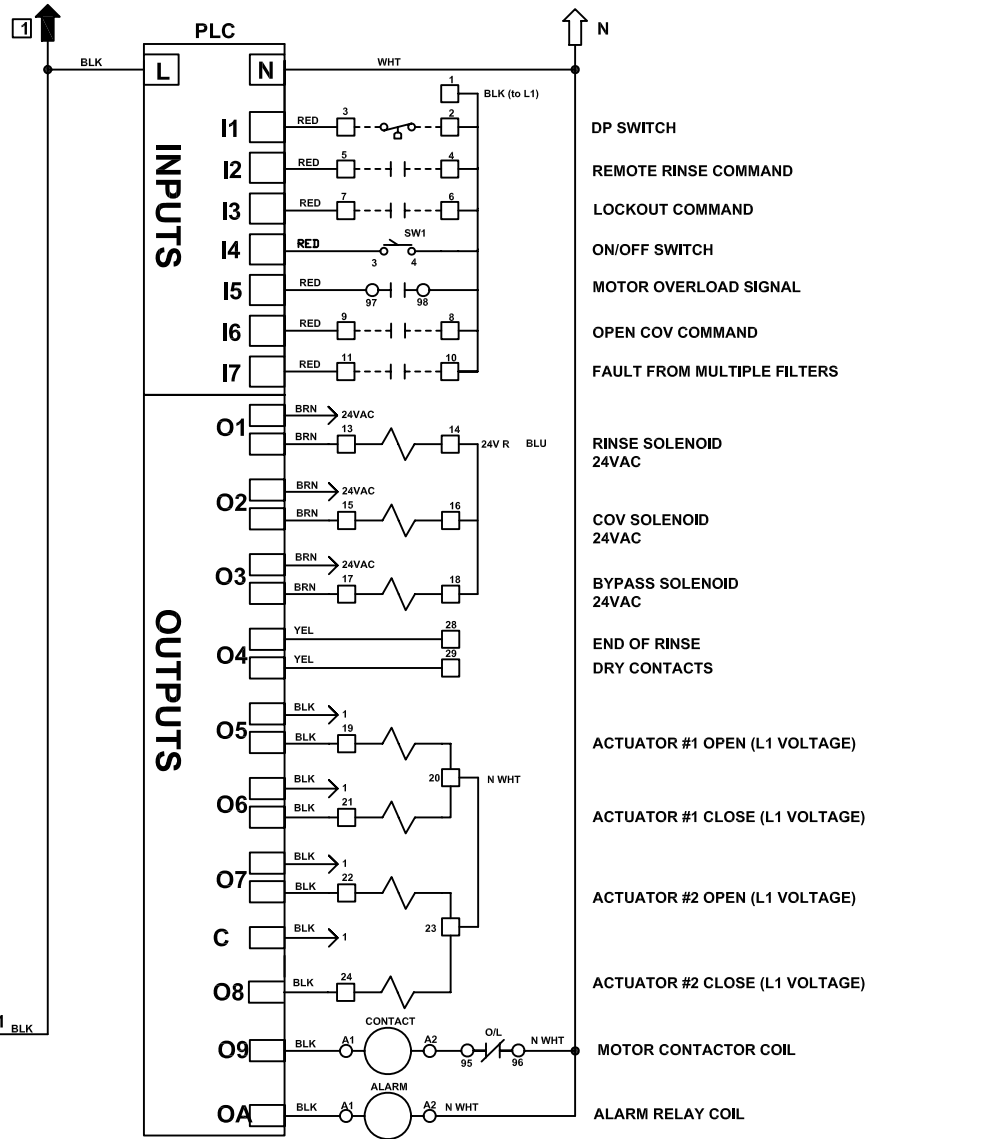 1 PLC N
BLK L N WHT
1 BLK (to L1)
I1 RED 3 2 DP SWITCH
I2 RED 5 4 REMOTE RINSE COMMAND
I3 RED 7 6 LOCKOUT COMMAND
SW1
I4 RED 3 4 ON/OFF SWITCH
I5 RED 97 98 MOTOR OVERLOAD SIGNAL
I6 RED 9 8 OPEN COV COMMAND
I7 RED 11 10 FAULT FROM MULTIPLE FILTERS
INPUTS
O1 BRN 24VAC
BRN 13 14 24V R BLU RINSE SOLENOID
24VAC
O2 BRN 24VAC
BRN 15 16 COV SOLENOID
24VAC
O3 BRN 24VAC
BRN 17 18 BYPASS SOLENOID
24VAC
O4 YEL 28 END OF RINSE
YEL 29 DRY CONTACTS
OUTPUTS
O5 BLK 1
BLK 19 ACTUATOR #1 OPEN (L1 VOLTAGE)
20 N WHT
O6 BLK 1
BLK 21 ACTUATOR #1 CLOSE (L1 VOLTAGE)
O7 BLK 1
BLK 22 ACTUATOR #2 OPEN (L1 VOLTAGE)
23
C BLK 1
O8 BLK 24 ACTUATOR #2 CLOSE (L1 VOLTAGE)
BLK
CONTACT
O9 BLK A1 A2 O/L 95 96 N WHT MOTOR CONTACTOR COIL
ALARM
OA BLK A1 A2 N WHT ALARM RELAY COIL